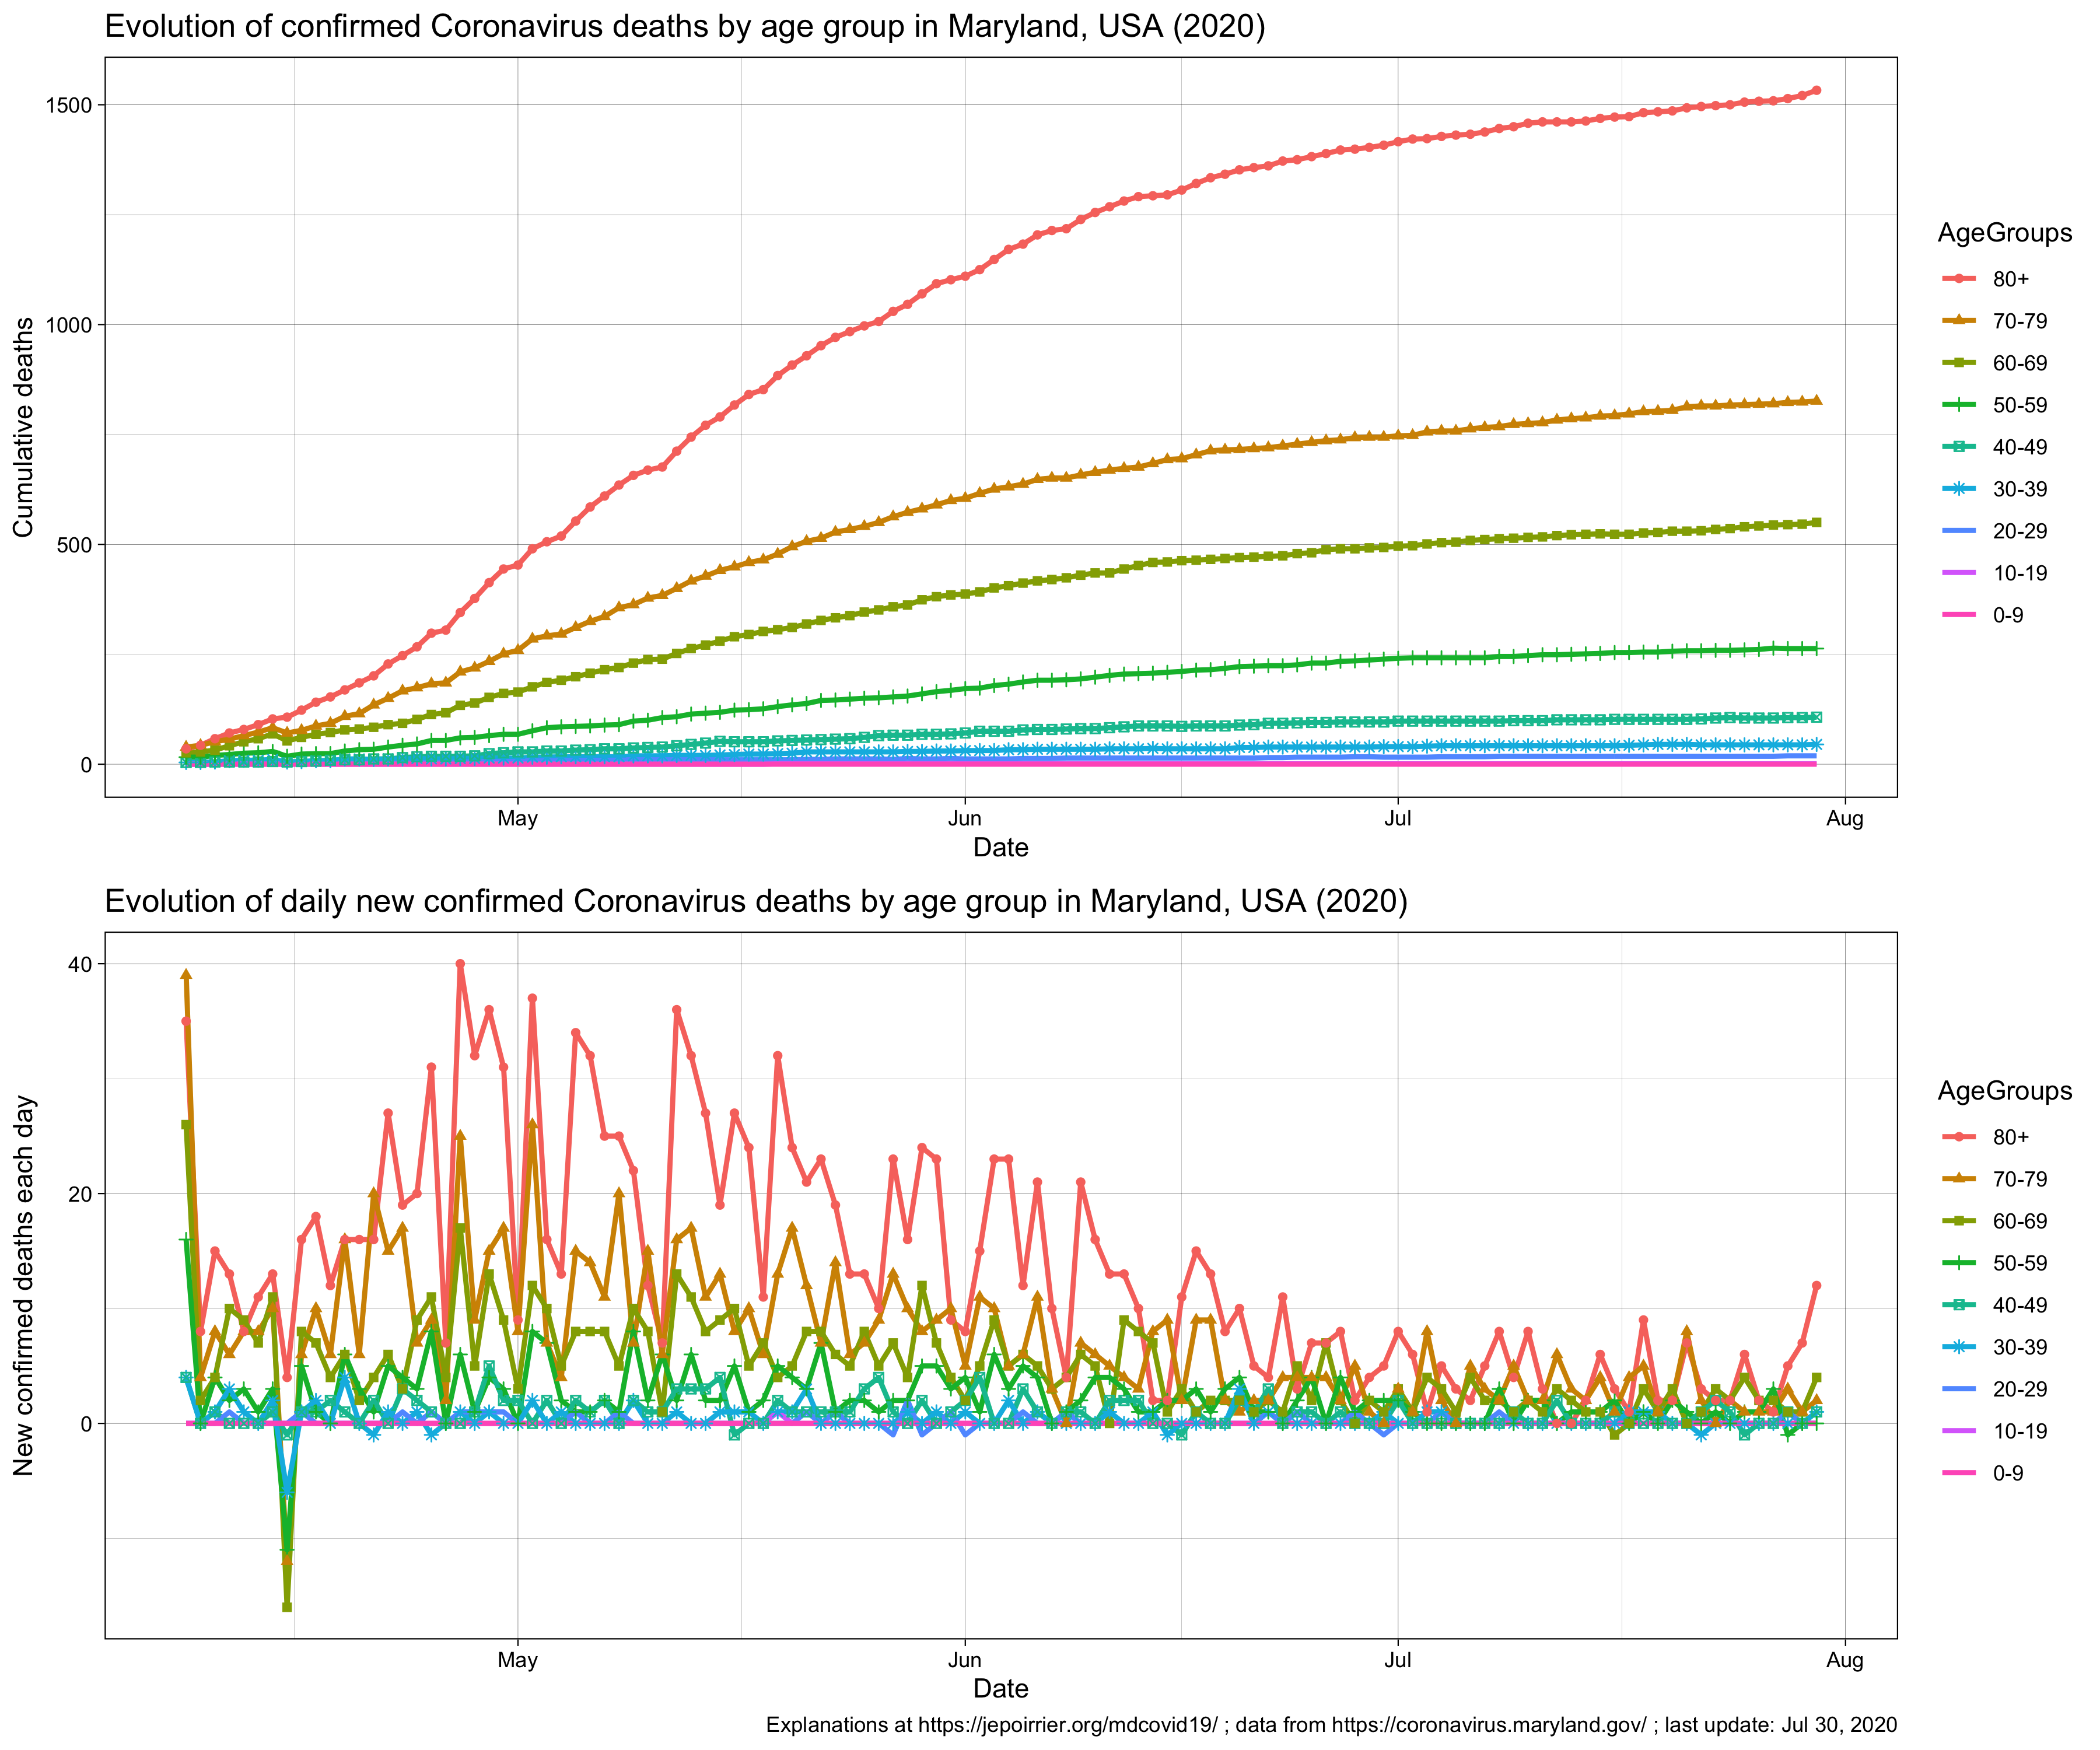 Evolution of confirmed Coronavirus deaths by age group in Maryland, USA (2020)
1500
1000
500
0
Cumulative deaths
May
Jun
Jul
Aug
Date
AgeGroups
80+
70-79
60-69
50-59
40-49
30-39
20-29
10-19
0-9
Evolution of daily new confirmed Coronavirus deaths by age group in Maryland, USA (2020)
40
20
0
New confirmed deaths each day
May
Jun
Jul
Aug
Date
AgeGroups
80+
70-79
60-69
50-59
40-49
30-39
20-29
10-19
0-9
Explanations at https://jepoirrier.org/mdcovid19/ ; data from https://coronavirus.maryland.gov/ ; last update: Jul 30, 2020